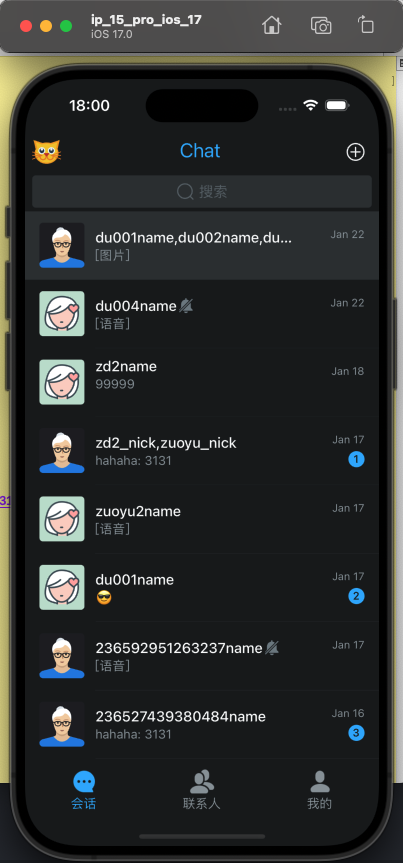 ip_15_pro_ios_17
iOS 17.0
18:00
Chat
搜索
du001name,du002name,du...
Jan 22
[图片]
du004name
Jan 22
[语音]
zd2name
Jan 18
99999
zd2_nick,zuoyu_nick
Jan 17
hahaha: 3131
1
zuoyu2name
Jan 17
[语音]
du001name
Jan 17
😎
2
236592951263237name
Jan 17
[语音]
236527439380484name
Jan 16
hahaha: 3131
3
会话
联系人
我的
31